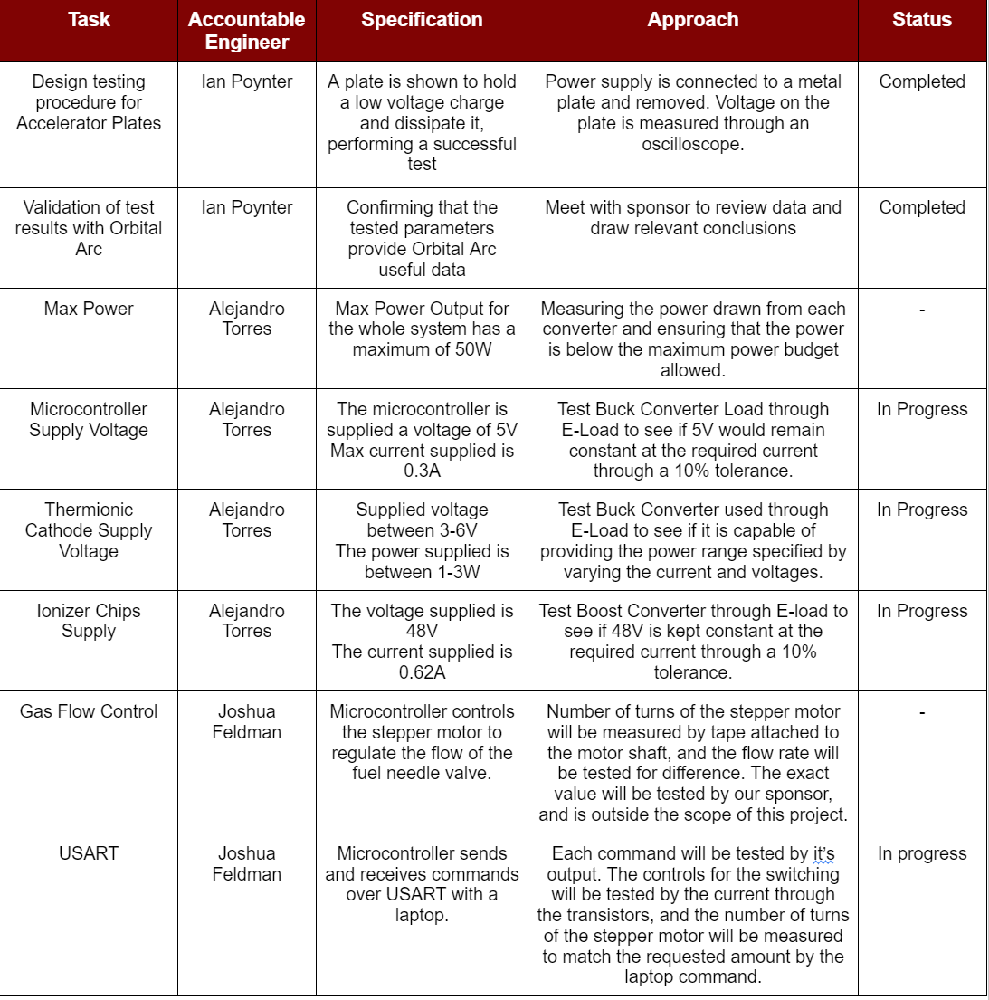 Task
Accountable
Engineer
Specification
Approach
Status
Design testing
procedure for
Accelerator Plates
Ian Poynter
A plate is shown to hold
a low voltage charge
and dissipate it,
performing a successful
test
Power supply is connected to a metal
plate and removed. Voltage on the
plate is measured through an
oscilloscope.
Completed
Validation of test
results with Orbital
Arc
Ian Poynter
Confirming that the
tested parameters
provide Orbital Arc
useful data
Meet with sponsor to review data and
draw relevant conclusions
Completed
Max Power
Alejandro
Torres
Max Power Output for
the whole system has a
maximum of 50W
Measuring the power drawn from each
converter and ensuring that the power
is below the maximum power budget
allowed.
-
Microcontroller
Supply Voltage
Alejandro
Torres
The microcontroller is
supplied a voltage of 5V
Max current supplied is
0.3A
Test Buck Converter Load through
E-Load to see if 5V would remain
constant at the required current
through a 10% tolerance.
In Progress
Thermionic
Cathode Supply
Voltage
Alejandro
Torres
Supplied voltage
between 3-6V
The power supplied is
between 1-3W
Test Buck Converter used through
E-Load to see if it is capable of
providing the power range specified by
varying the current and voltages.
In Progress
Ionizer Chips
Supply
Alejandro
Torres
The voltage supplied is
48V
The current supplied is
0.62A
Test Boost Converter through E-load to
see if 48V is kept constant at the
required current through a 10%
tolerance.
In Progress
Gas Flow Control
Joshua
Feldman
Microcontroller controls
the stepper motor to
regulate the flow of the
fuel needle valve.
Number of turns of the stepper motor
will be measured by tape attached to
the motor shaft, and the flow rate will
be tested for difference. The exact
value will be tested by our sponsor,
and is outside the scope of this project.
-
USART
Joshua
Feldman
Microcontroller sends
and receives commands
over USART with a
laptop.
Each command will be tested by it's
output. The controls for the switching
will be tested by the current through
the transistors, and the number of turns
of the stepper motor will be measured
to match the requested amount by the
laptop command.
In progress